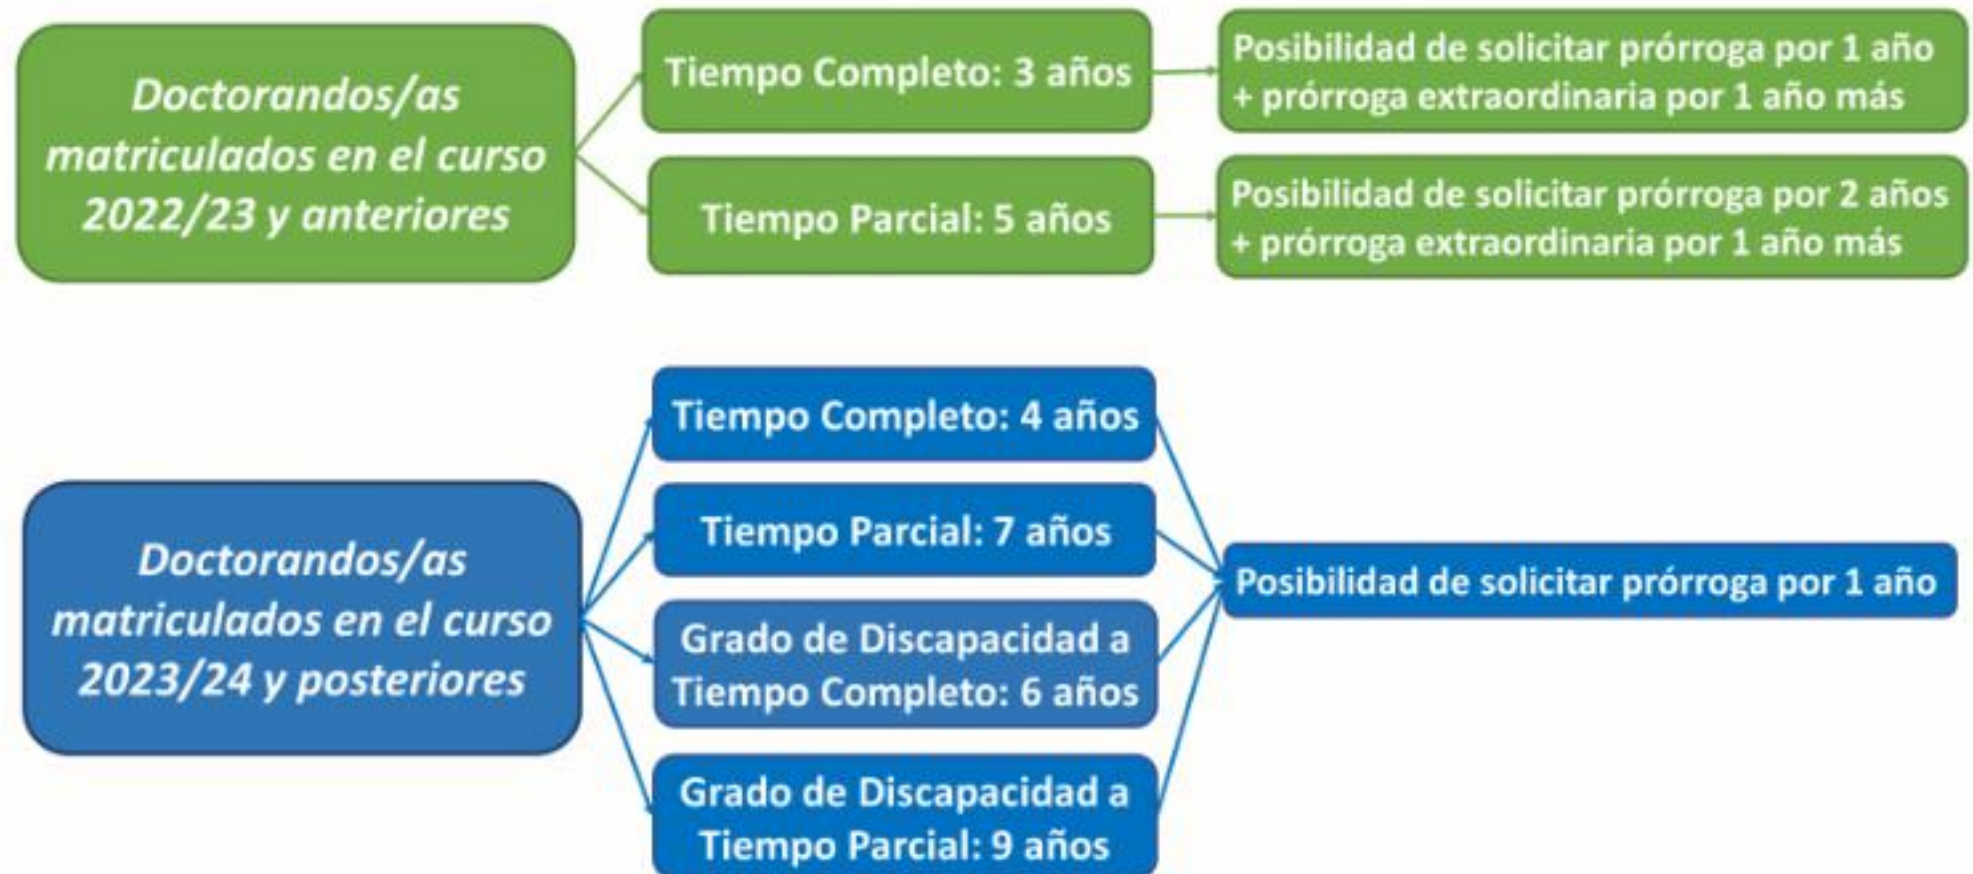 Doctorandos/as
matriculados en el curso
2022/23 y anteriores
Tiempo Completo: 3 años
Posibilidad de solicitar prórroga por 1 año
+ prórroga extraordinaria por 1 año más
Tiempo Parcial: 5 años
Posibilidad de solicitar prórroga por 2 años
+ prórroga extraordinaria por 1 año más
Doctorandos/as
matriculados en el curso
2023/24 y posteriores
Tiempo Completo: 4 años
Tiempo Parcial: 7 años
Grado de Discapacidad a
Tiempo Completo: 6 años
Grado de Discapacidad a
Tiempo Parcial: 9 años
Posibilidad de solicitar prórroga por 1 año